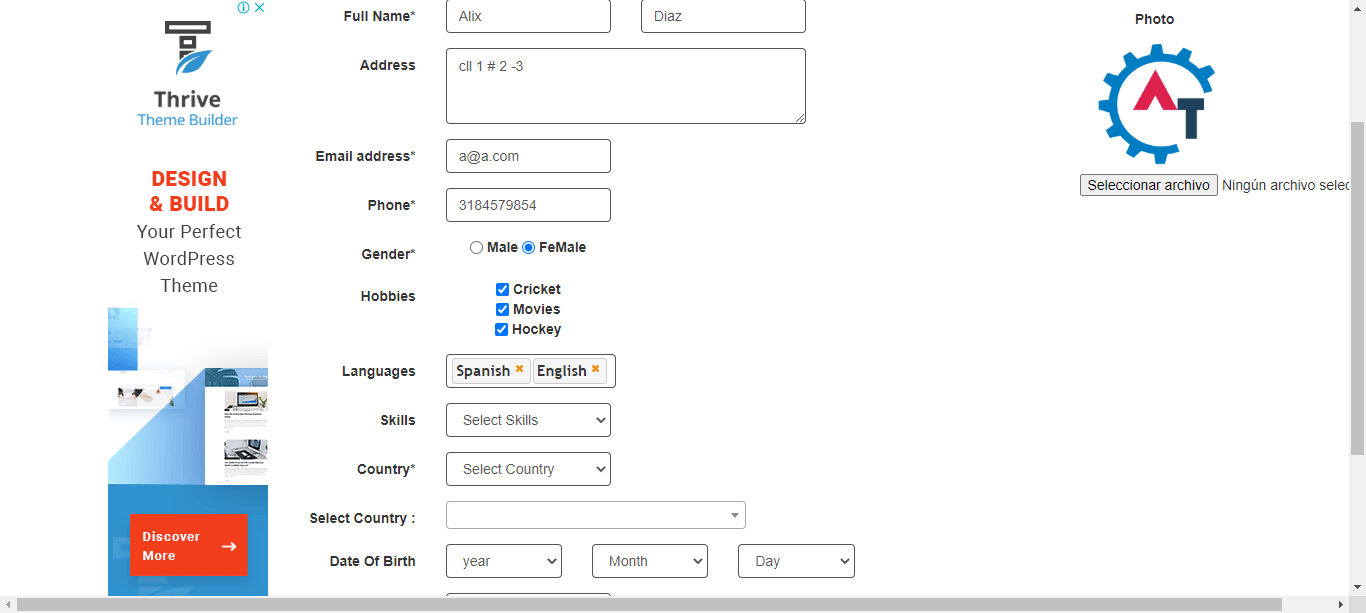 Thrive
Theme Builder
DESIGN
& BUILD
Your Perfect
WordPress
Theme
Discover
More
Full Name*
Alix
Diaz
Address
cll 1 # 2 -3
Email address*
a@a.com
Phone*
3184579854
Gender*
Male
FeMale
Hobbies
Cricket
Movies
Hockey
Languages
Spanish
English
Skills
Select Skills
Country*
Select Country
Select Country :
Date Of Birth
year
Month
Day
Photo
AT
Seleccionar archivo
Ningún archivo selec